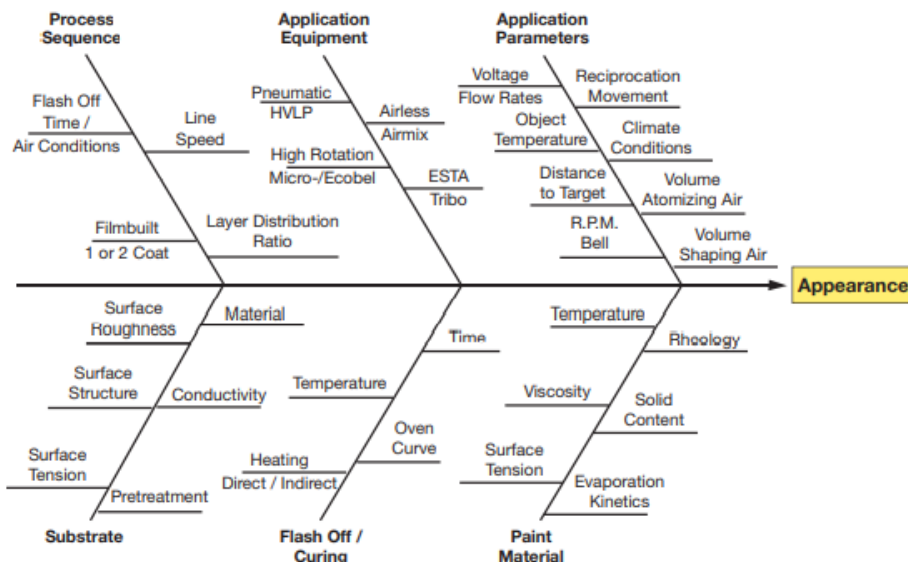 Process
Sequence
Application
Equipment
Application
Parameters
Flash Off
Time /
Air Conditions
Line
Speed
Filmbuilt
1 or 2 Coat
Layer Distribution
Ratio
Pneumatic
HVLP
Airless
Airmix
High Rotation
Micro-/Ecobel
ESTA
Tribo
Voltage
Flow Rates
Reciprocation
Movement
Object
Temperature
Climate
Conditions
Distance
to Target
Volume
Atomizing Air
R.P.M.
Bell
Volume
Shaping Air
Appearance
Surface
Roughness
Material
Surface
Structure
Conductivity
Surface
Tension
Pretreatment
Substrate
Time
Temperature
Oven
Curve
Heating
Direct / Indirect
Flash Off /
Curing
Temperature
Rheology
Viscosity
Solid
Content
Surface
Tension
Evaporation
Kinetics
Paint
Material